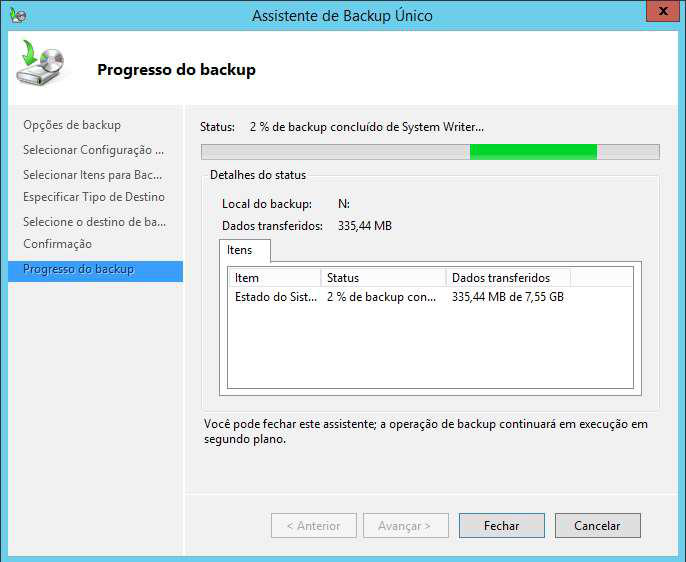 Assistente de Backup Único
x
Progresso do backup
Opções de backup
Selecionar Configuração ...
Selecionar Itens para Bac...
Especificar Tipo de Destino
Selecione o destino de ba...
Confirmação
Progresso do backup
Status: 2 % de backup concluído de System Writer...
Detalhes do status
Local do backup: N:
Dados transferidos: 335,44 MB
Itens
Item Status Dados transferidos
Estado do Sist... 2 % de backup con... 335,44 MB de 7,55 GB
Você pode fechar este assistente; a operação de backup continuará em execução em
segundo plano.
< Anterior Avançar > Fechar Cancelar